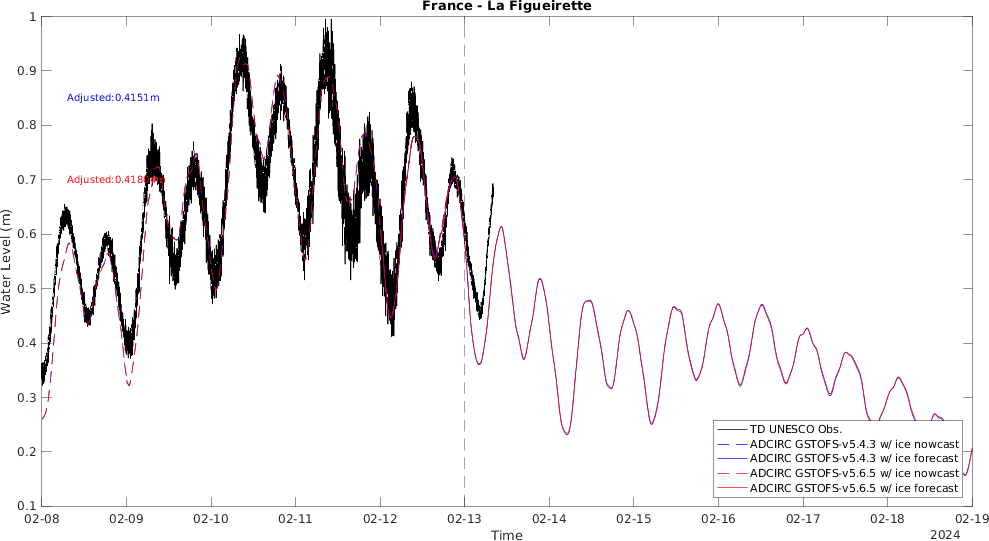 France - La Figueirette
Water Level (m)
1
0.9
0.8
0.7
0.6
0.5
0.4
0.3
0.2
0.1
Adjusted:0.4151m
TD UNESCO Obs.
ADCIRC GSTOFS-v5.4.3 w/ ice nowcast
ADCIRC GSTOFS-v5.4.3 w/ ice forecast
ADCIRC GSTOFS-v5.6.5 w/ ice nowcast
ADCIRC GSTOFS-v5.6.5 w/ ice forecast
02-08 02-09 02-10 02-11 02-12 02-13 02-14 02-15 02-16 02-17 02-18 02-19
Time
2024